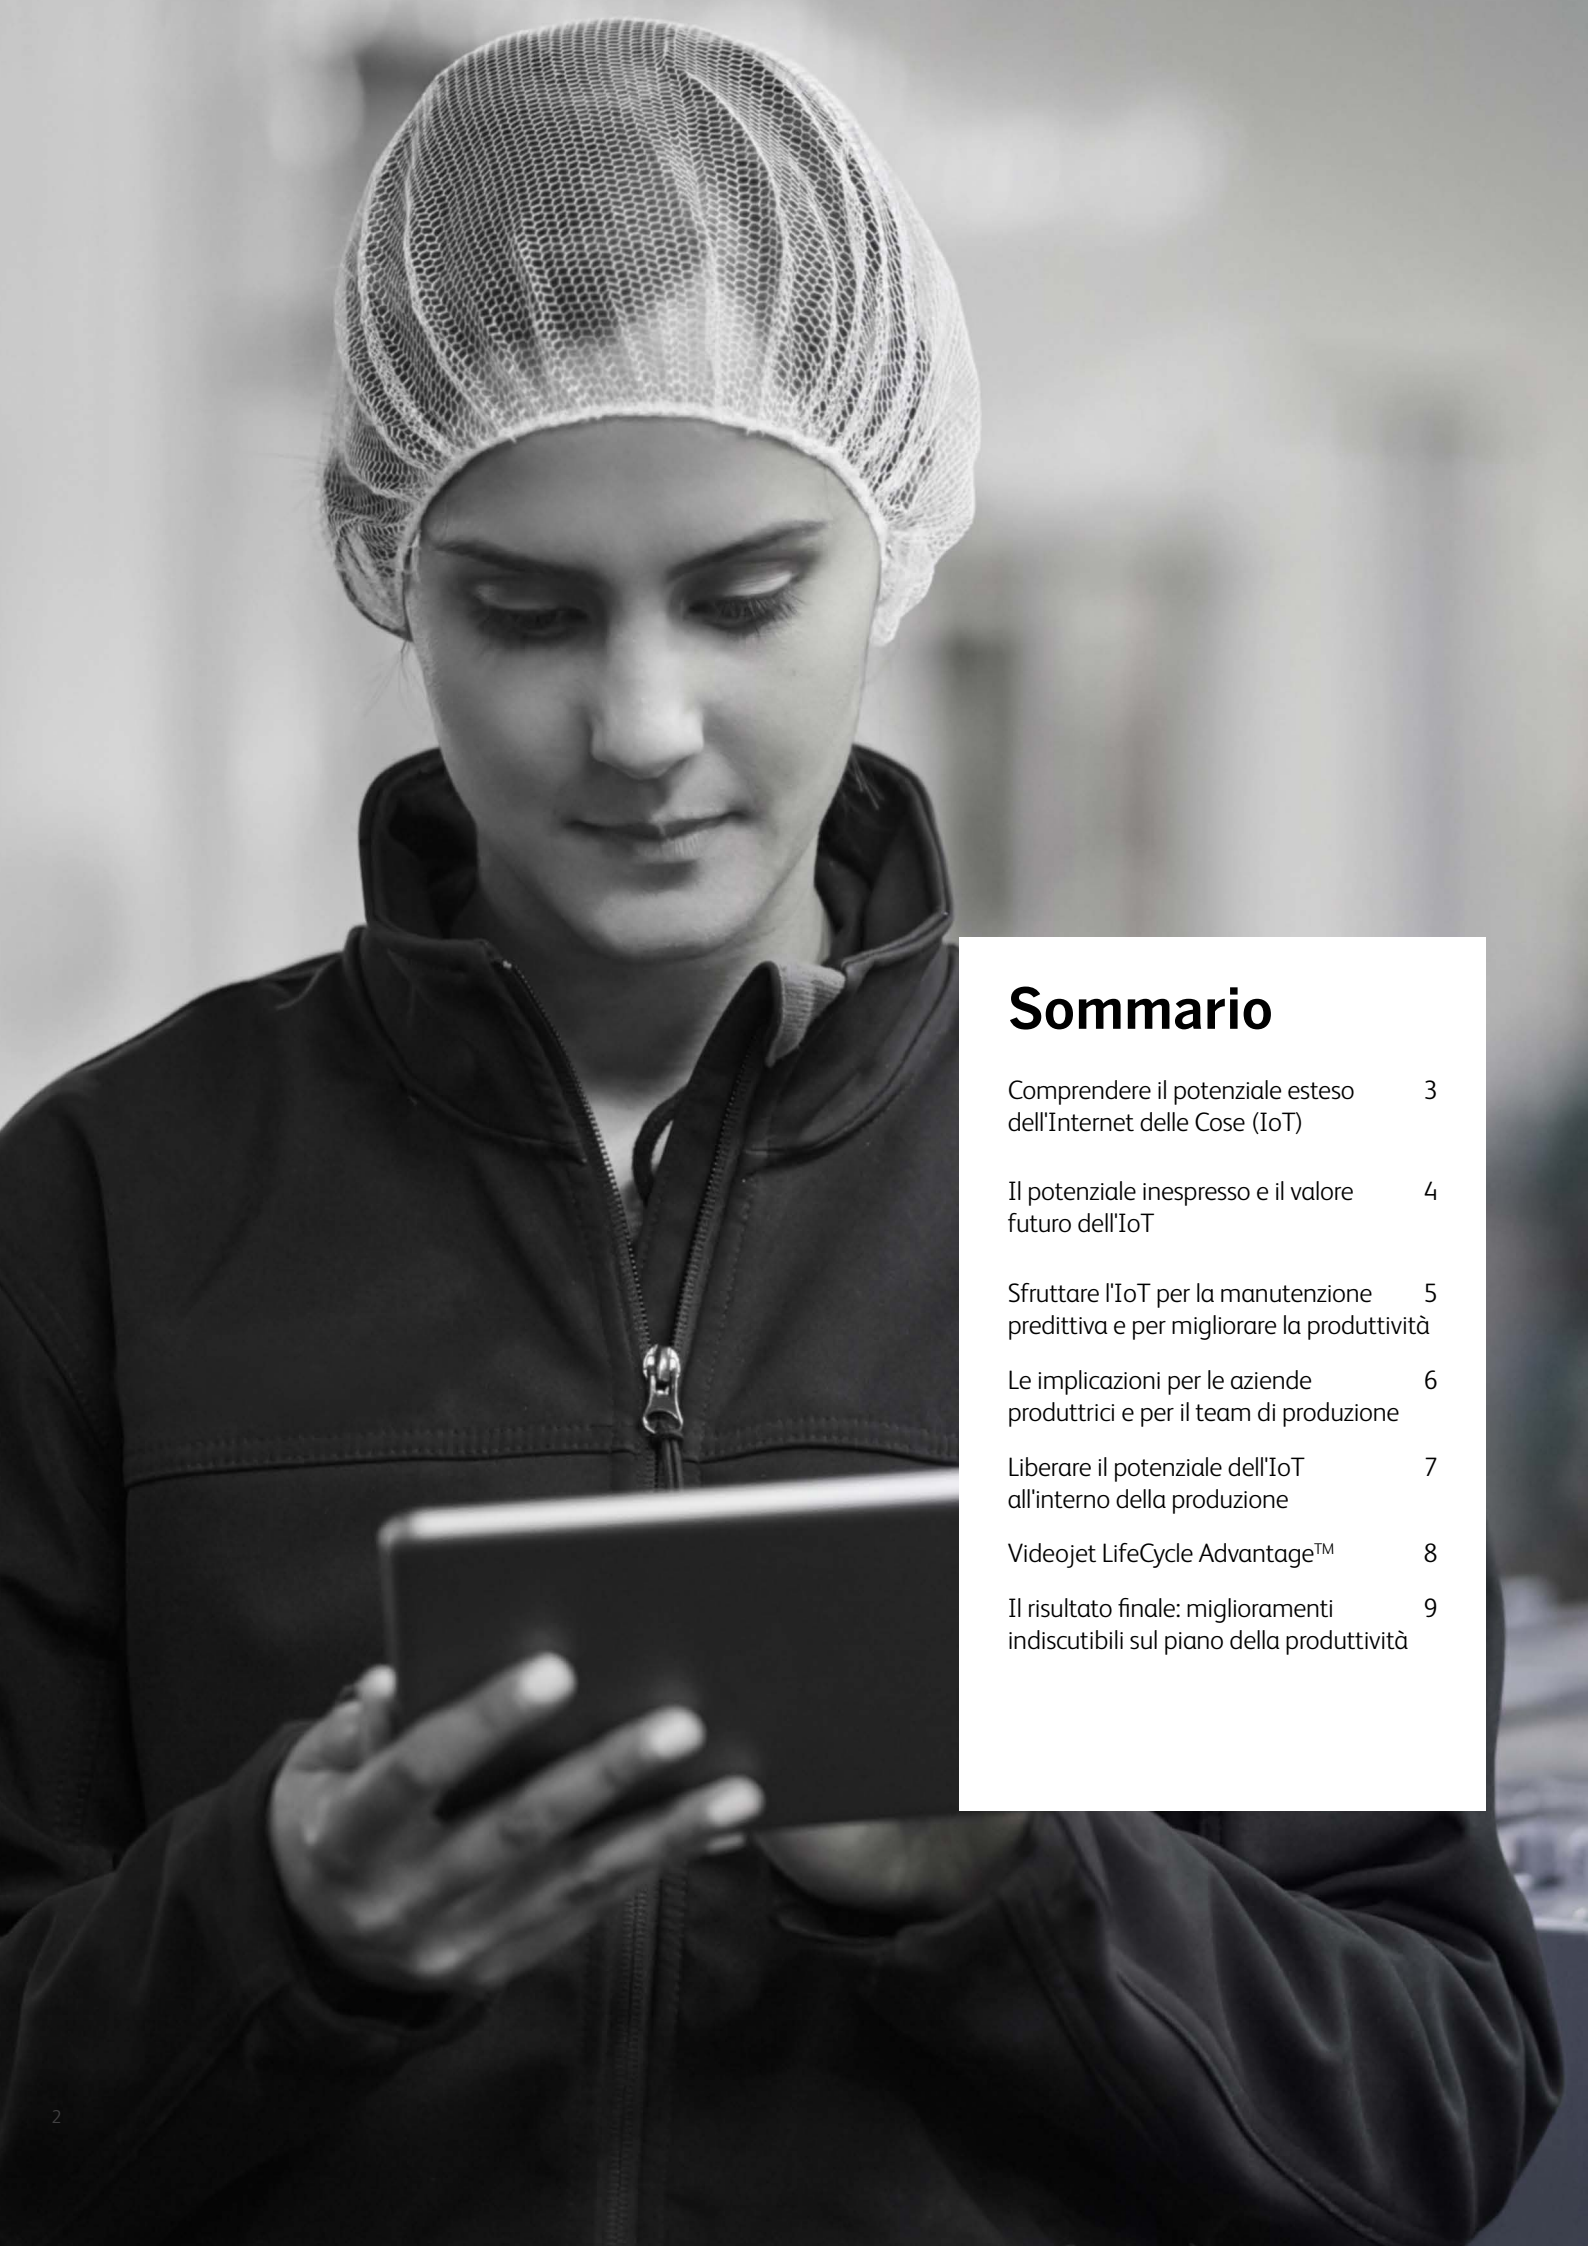 Sommario
Comprendere il potenziale esteso 3
dell'Internet delle Cose (IoT)
Il potenziale inespresso e il valore 4
futuro dell'IoT
Sfruttare l'IoT per la manutenzione 5
predittiva e per migliorare la produttività
Le implicazioni per le aziende 6
produttrici e per il team di produzione
Liberare il potenziale dell'IoT 7
all'interno della produzione
Videojet LifeCycle Advantage™ 8
Il risultato finale: miglioramenti 9
indiscutibili sul piano della produttività
2